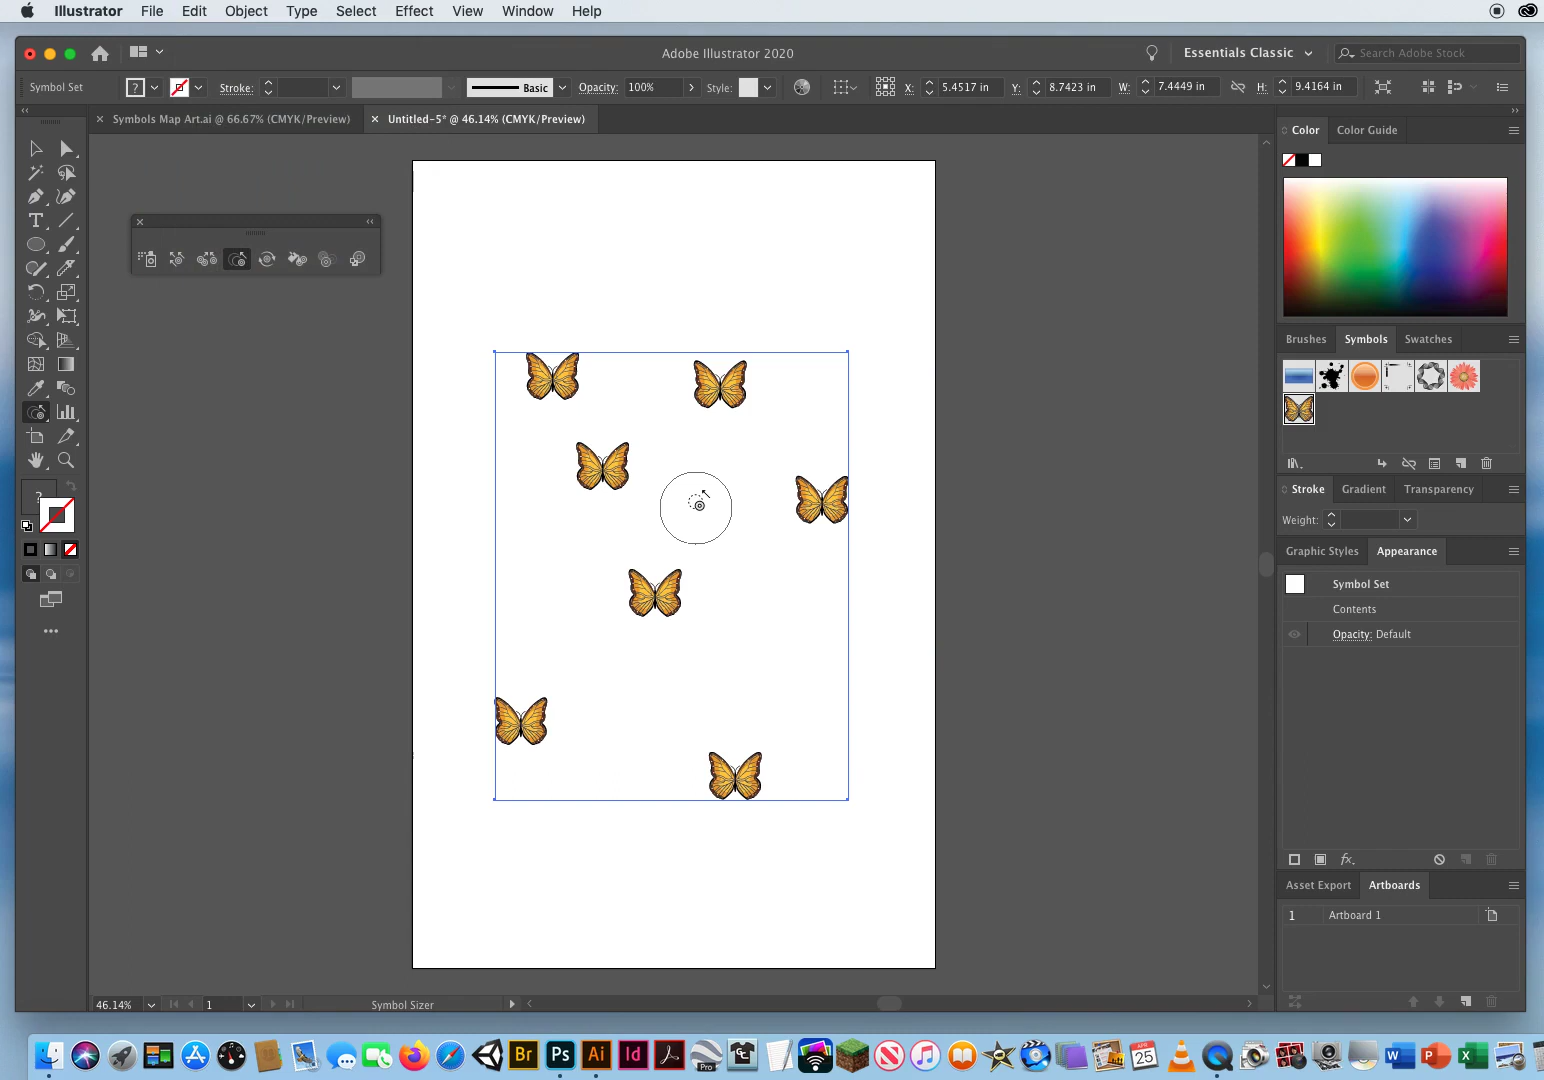 Illustrator File Edit Object Type Select Effect View Window Help
Adobe Illustrator 2020
Essentials Classic
Search Adobe Stock
Symbol Set
?
Stroke:
Basic
Opacity: 100%
Style:
X: 5.4517 in
Y: 8.7423 in
W: 7.4449 in
H: 9.4164 in
Symbols Map Art.ai @ 66.67% (CMYK/Preview)
Untitled-5* @ 46.14% (CMYK/Preview)
Color Color Guide
Brushes Symbols Swatches
Stroke Gradient Transparency
Weight:
Graphic Styles Appearance
Symbol Set
Contents
Opacity: Default
fx.
Asset Export Artboards
1 Artboard 1
?
46.14% 1 Symbol Sizer
Br Ps Ai Id Pro
APR
25
W P X